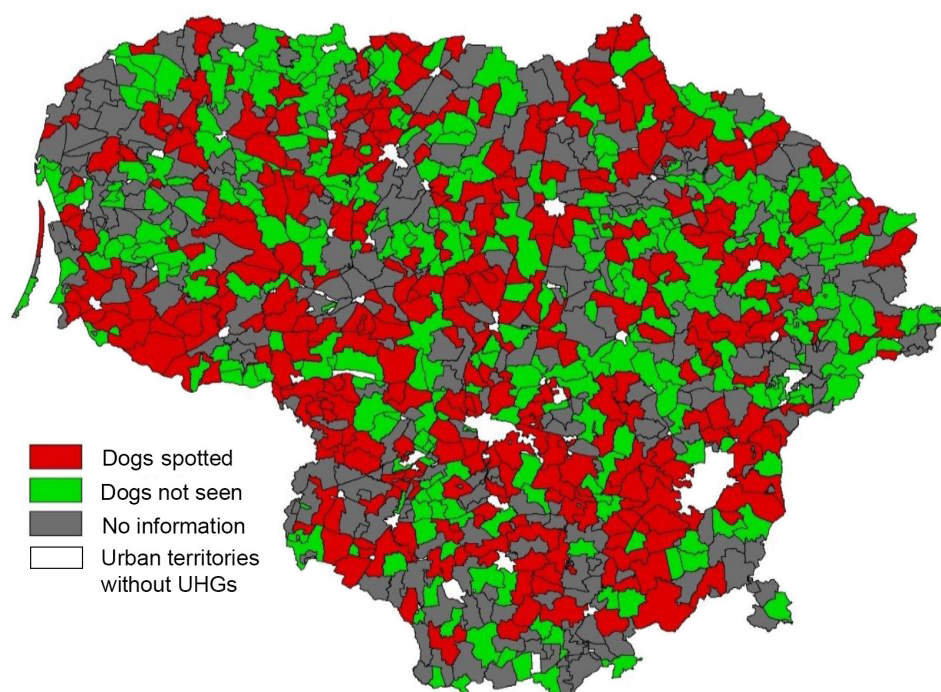 Dogs spotted
Dogs not seen
No information
Urban territories
without UHGs